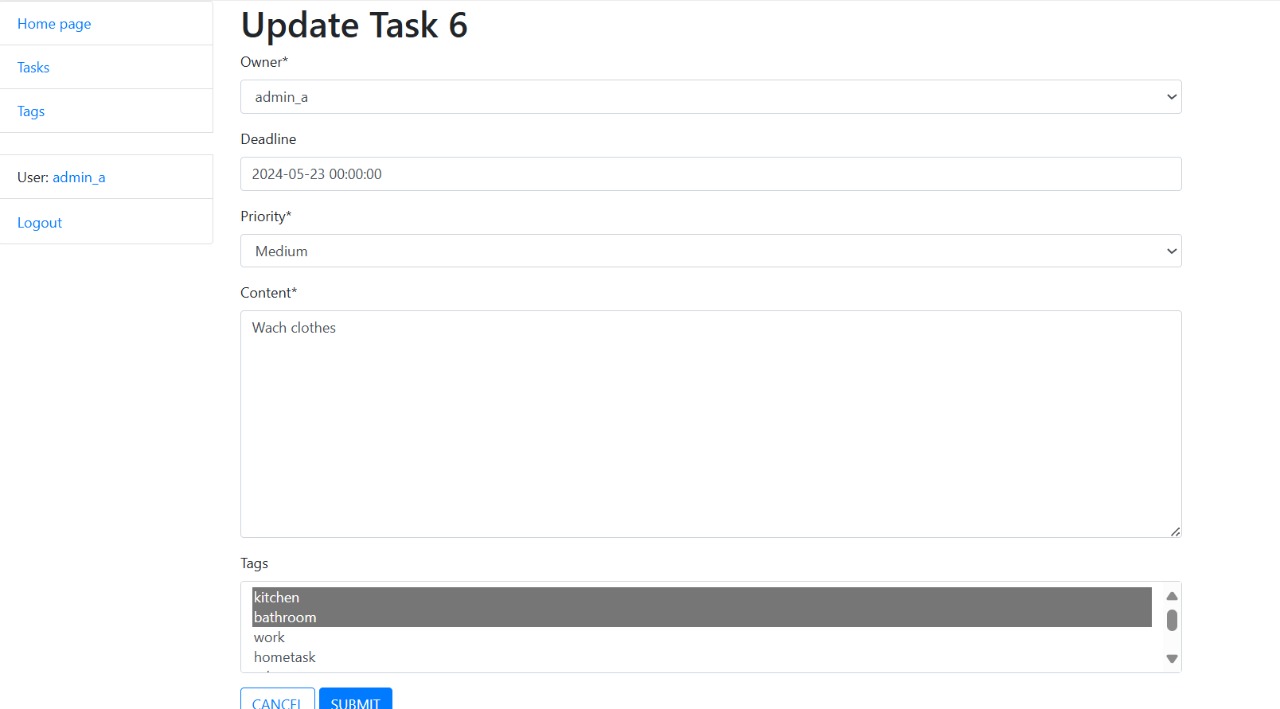 Home page
Tasks
Tags
User: admin_a
Logout
Update Task 6
Owner*
admin_a
Deadline
2024-05-23 00:00:00
Priority*
Medium
Content*
Wach clothes
Tags
kitchen
bathroom
work
hometask
CANCEL SUBMIT